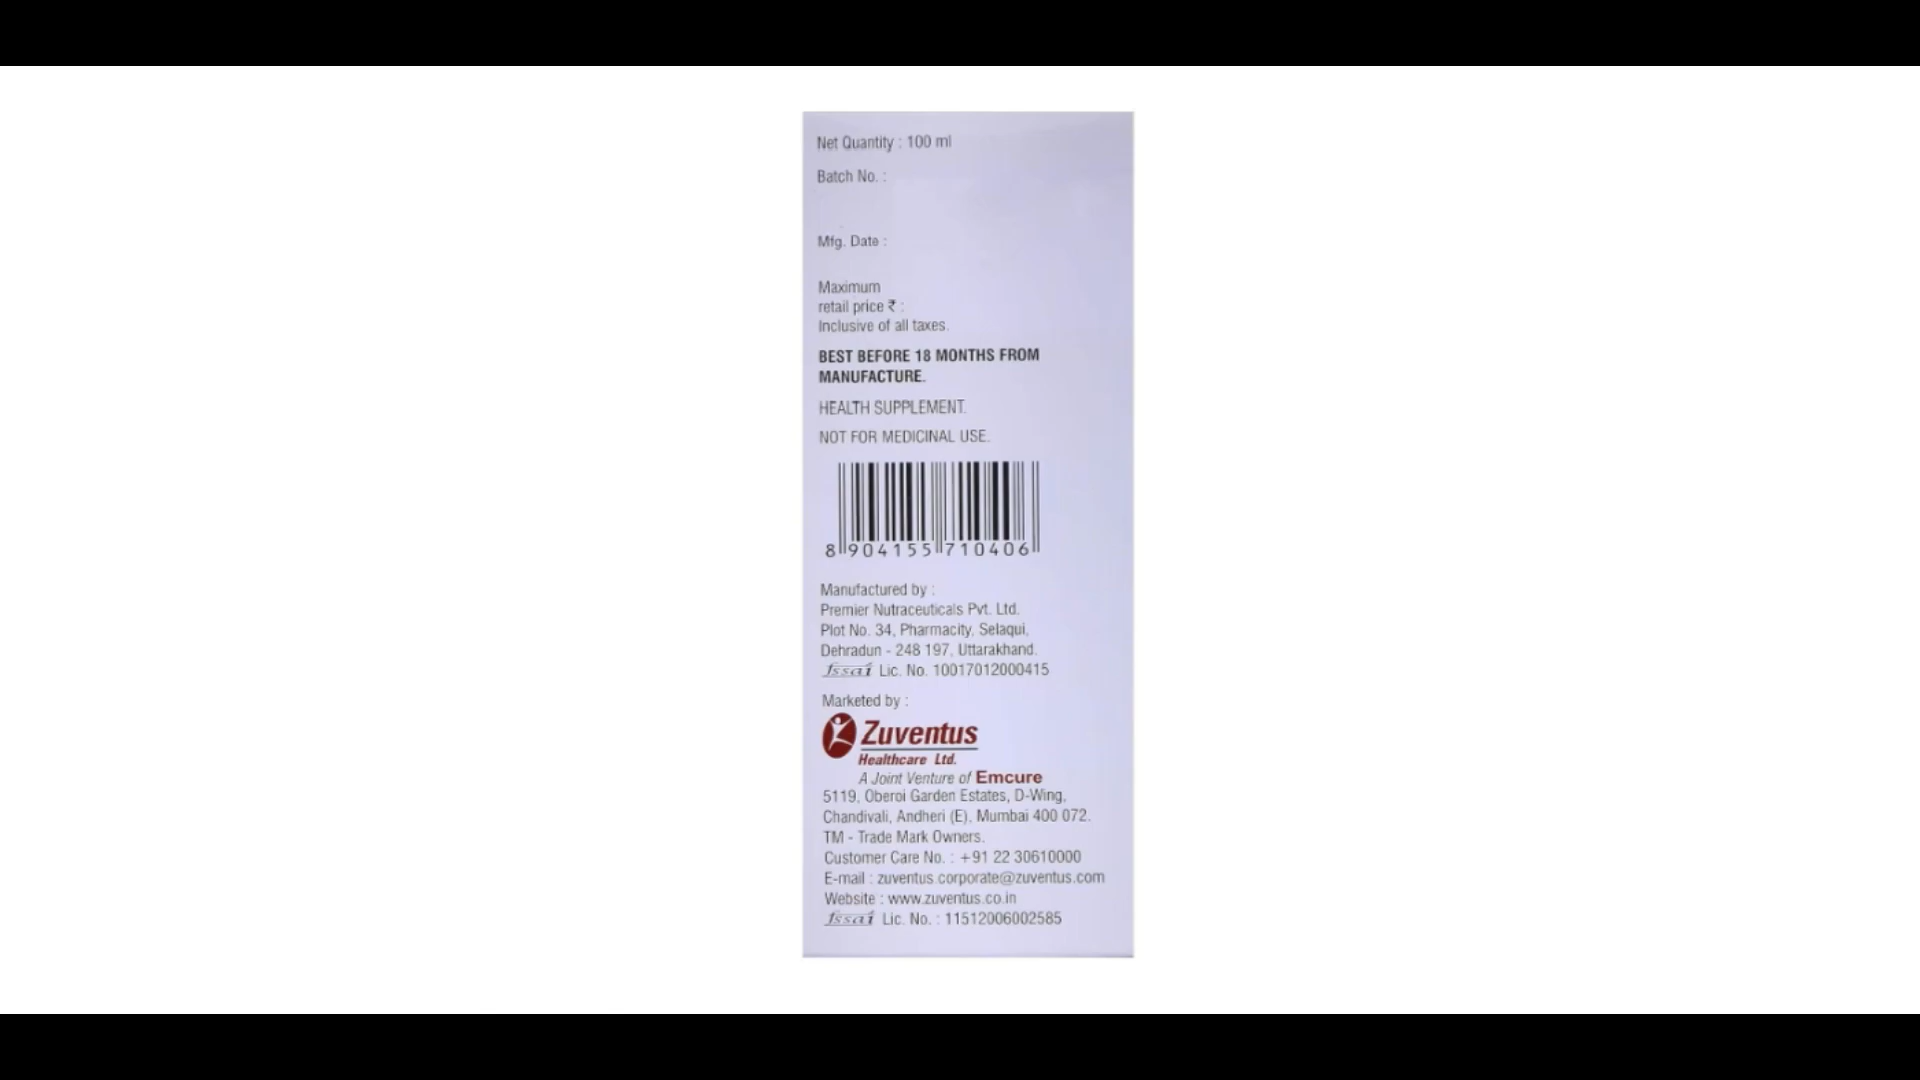 Net Quantity : 100 ml
Batch No. :
Mfg. Date :
Maximum
retail price ₹ :
Inclusive of all taxes.
BEST BEFORE 18 MONTHS FROM
MANUFACTURE.
HEALTH SUPPLEMENT.
NOT FOR MEDICINAL USE.
8 904155 710406
Manufactured by :
Premier Nutraceuticals Pvt. Ltd.
Plot No. 34, Pharmacity, Selaqui,
Dehradun - 248 197, Uttarakhand.
fssai Lic. No. 10017012000415
Marketed by :
Zuventus
Healthcare Ltd.
A Joint Venture of Emcure
5119, Oberoi Garden Estates, D-Wing,
Chandivali, Andheri (E), Mumbai 400 072.
TM - Trade Mark Owners.
Customer Care No. : +91 22 30610000
E-mail : zuventus.corporate@zuventus.com
Website : www.zuventus.co.in
fssai Lic. No. : 11512006002585